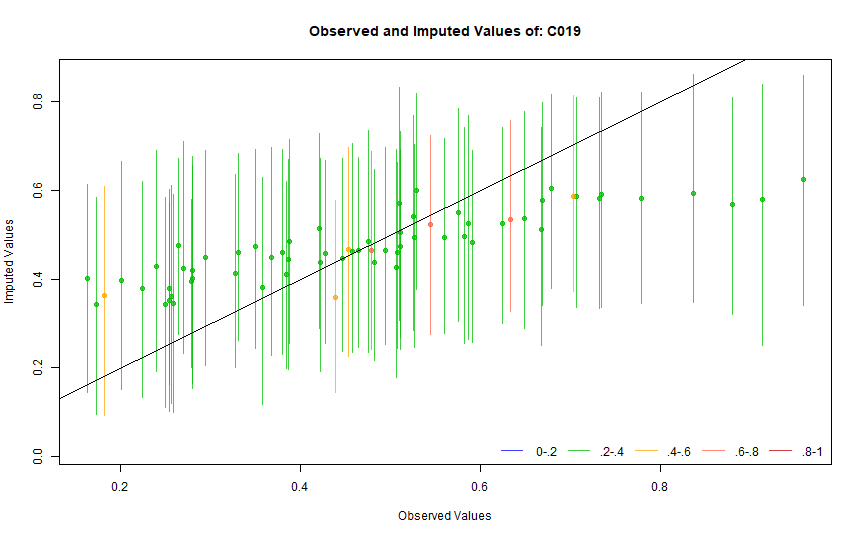 Observed and Imputed Values of: C019
Imputed Values
0.8
0.6
0.4
0.2
0.0
0-.2 .2-.4 .4-.6 .6-.8 .8-1
0.2 0.4 0.6 0.8
Observed Values